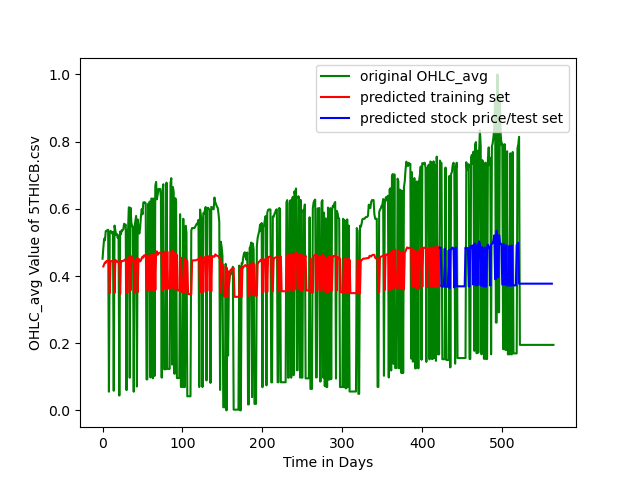 original OHLC_avg
predicted training set
predicted stock price/test set
OHLC_avg Value of 5THICB.csv
1.0
0.8
0.6
0.4
0.2
0.0
0 100 200 300 400 500
Time in Days